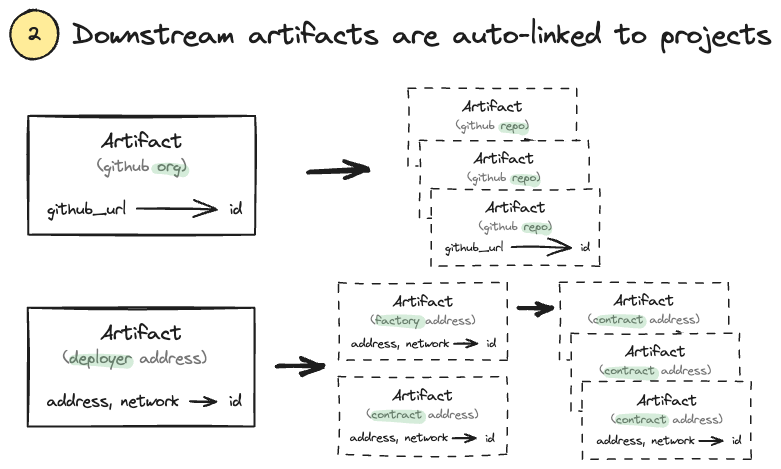 2 Downstream artifacts are auto-linked to projects
Artifact
(github org)
github_url id
Artifact
(github repo)
Artifact
(github repo)
Artifact
(github repo)
github_url id
Artifact
(deployer address)
address, network id
Artifact
(factory address)
address, network id
Artifact
(contract address)
address, network id
Artifact
(contract address)
Artifact
(contract address)
Artifact
(contract address)
address, network id